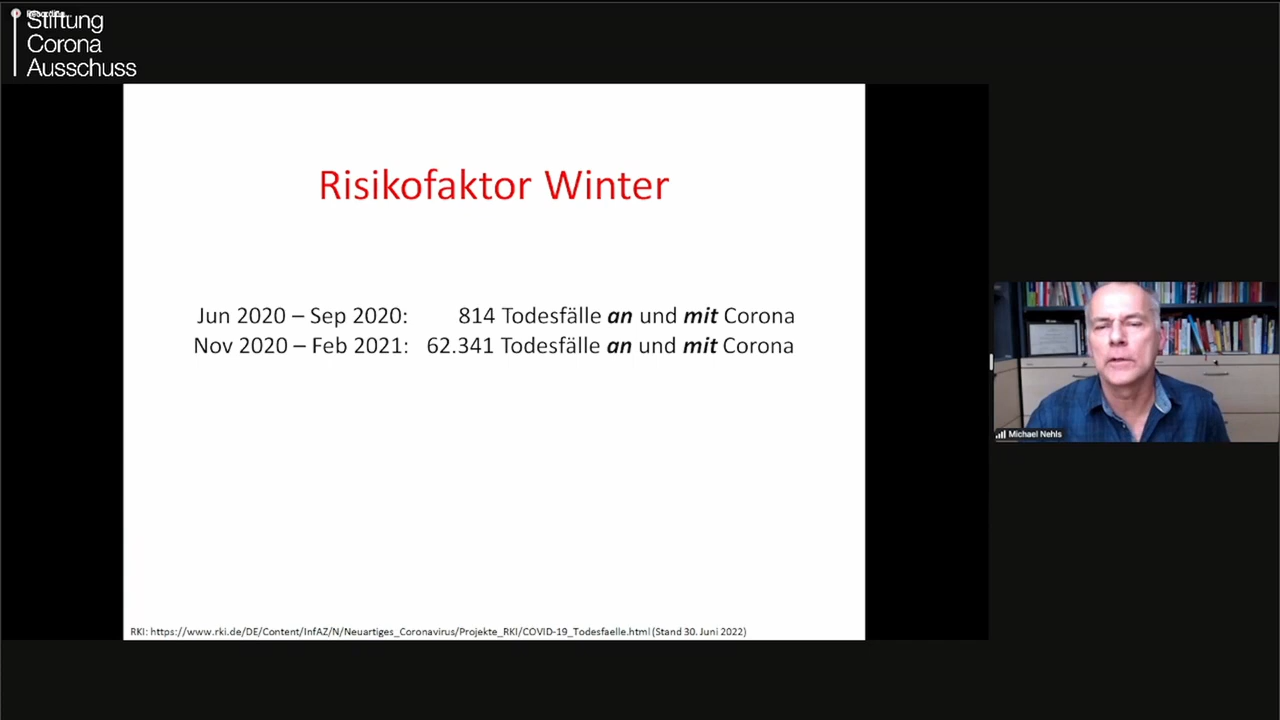 Stiftung
Corona
Ausschuss
Risikofaktor Winter
Jun 2020 – Sep 2020: 814 Todesfälle an und mit Corona
Nov 2020 – Feb 2021: 62.341 Todesfälle an und mit Corona
RKI: https://www.rki.de/DE/Content/InfAZ/N/Neuartiges_Coronavirus/Projekte_RKI/COVID-19_Todesfaelle.html (Stand 30. Juni 2022)
Michael Nehls